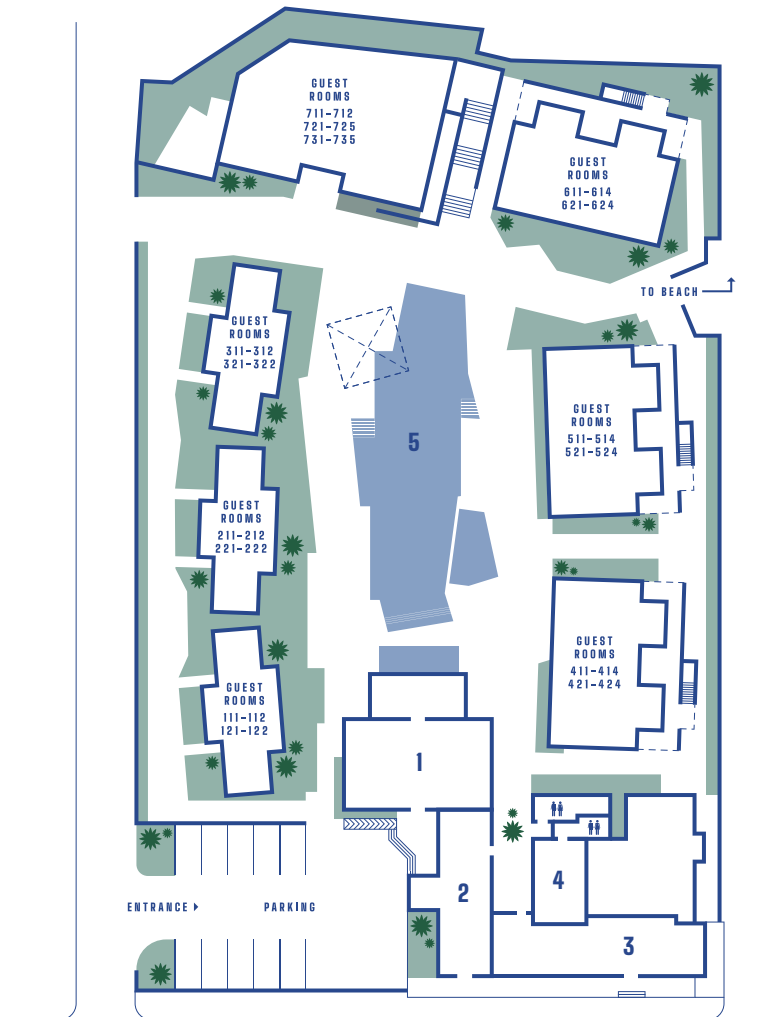 GUEST
ROOMS
711-712
721-725
731-735
GUEST
ROOMS
611-614
621-624
TO BEACH
GUEST
ROOMS
311-312
321-322
GUEST
ROOMS
511-514
521-524
5
GUEST
ROOMS
211-212
221-222
GUEST
ROOMS
411-414
421-424
GUEST
ROOMS
111-112
121-122
1
2
4
ENTRANCE
PARKING
3